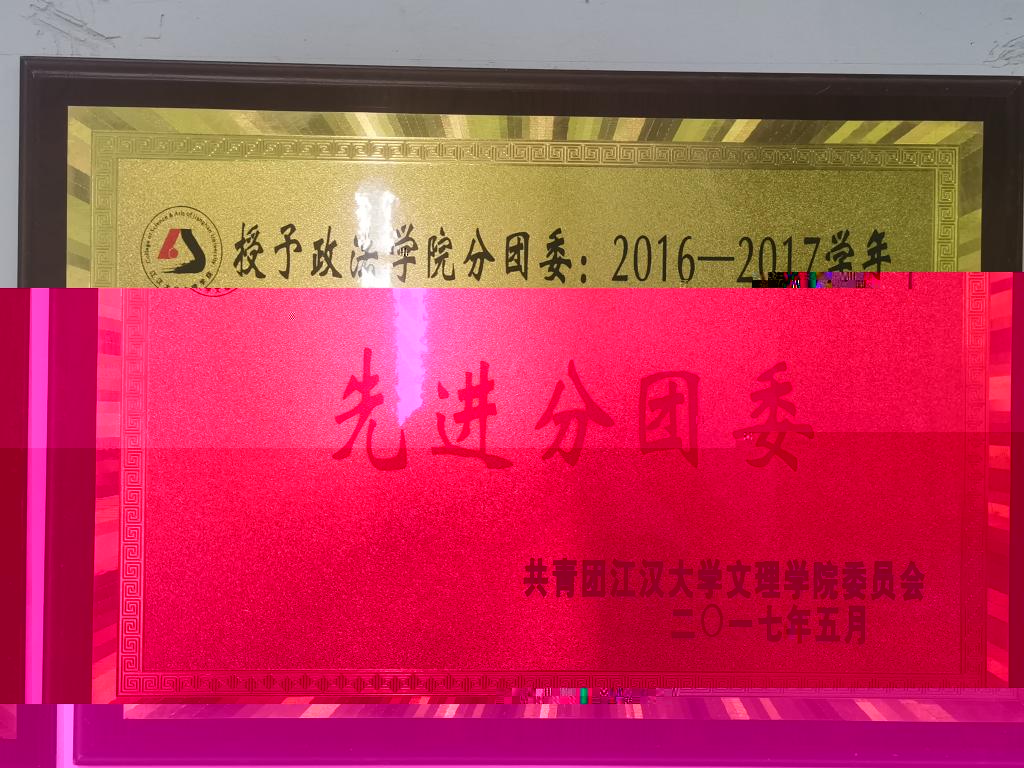 授予政法学院分团委：2016—2017学年
先进分团委
共青团江汉大学文理学院委员会
二〇一七年五月